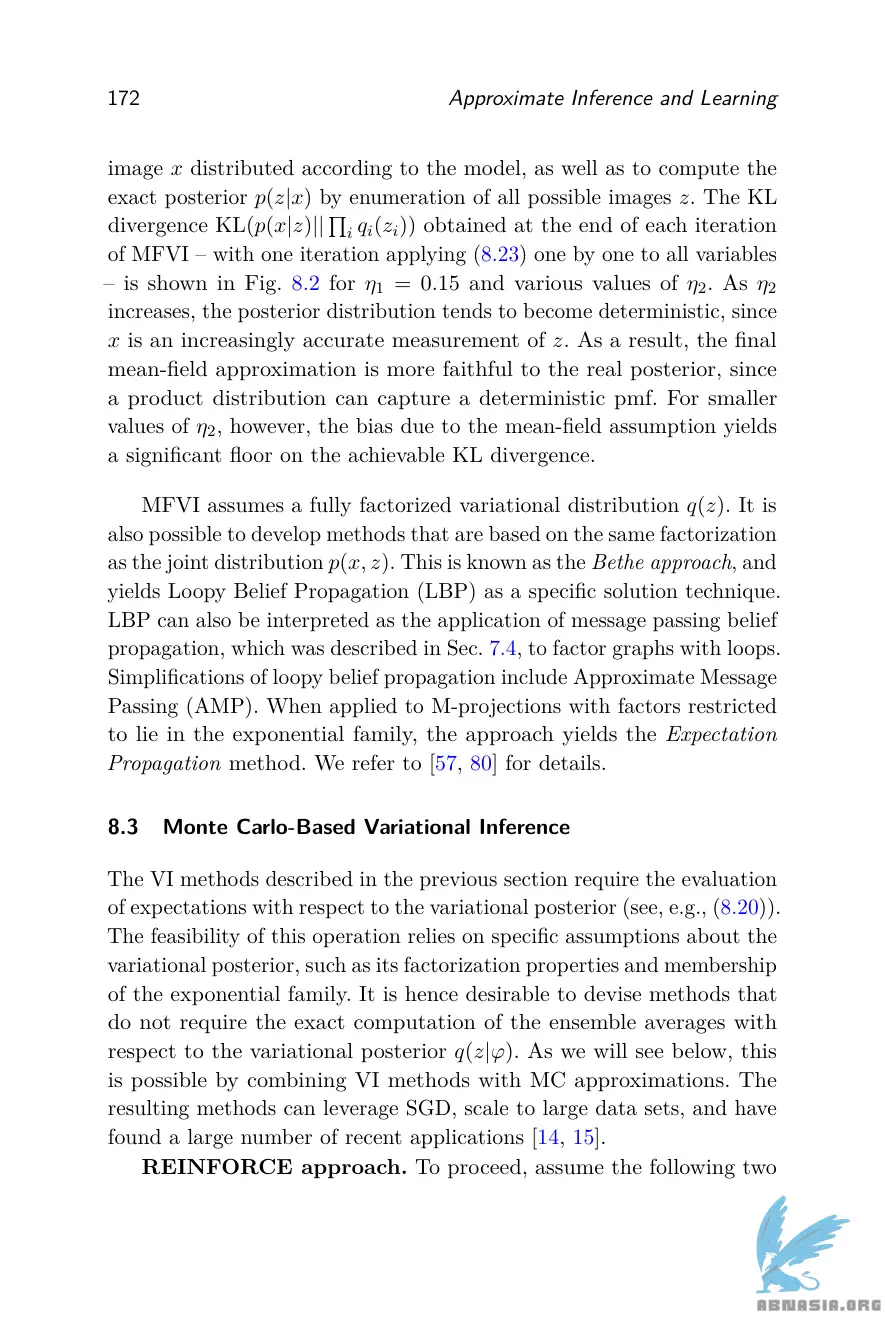 172 Approximate Inference and Learning
image x distributed according to the model, as well as to compute the
exact posterior p(z|x) by enumeration of all possible images z. The KL
divergence KL(p(x|z)|| ∏ᵢ qᵢ(zᵢ)) obtained at the end of each iteration
of MFVI – with one iteration applying (8.23) one by one to all variables
– is shown in Fig. 8.2 for η₁ = 0.15 and various values of η₂. As η₂
increases, the posterior distribution tends to become deterministic, since
x is an increasingly accurate measurement of z. As a result, the final
mean-field approximation is more faithful to the real posterior, since
a product distribution can capture a deterministic pmf. For smaller
values of η₂, however, the bias due to the mean-field assumption yields
a significant floor on the achievable KL divergence.
MFVI assumes a fully factorized variational distribution q(z). It is
also possible to develop methods that are based on the same factorization
as the joint distribution p(x, z). This is known as the Bethe approach, and
yields Loopy Belief Propagation (LBP) as a specific solution technique.
LBP can also be interpreted as the application of message passing belief
propagation, which was described in Sec. 7.4, to factor graphs with loops.
Simplifications of loopy belief propagation include Approximate Message
Passing (AMP). When applied to M-projections with factors restricted
to lie in the exponential family, the approach yields the Expectation
Propagation method. We refer to [57, 80] for details.
8.3 Monte Carlo-Based Variational Inference
The VI methods described in the previous section require the evaluation
of expectations with respect to the variational posterior (see, e.g., (8.20)).
The feasibility of this operation relies on specific assumptions about the
variational posterior, such as its factorization properties and membership
of the exponential family. It is hence desirable to devise methods that
do not require the exact computation of the ensemble averages with
respect to the variational posterior q(z|φ). As we will see below, this
is possible by combining VI methods with MC approximations. The
resulting methods can leverage SGD, scale to large data sets, and have
found a large number of recent applications [14, 15].
REINFORCE approach. To proceed, assume the following two
ABNASIA.ORG